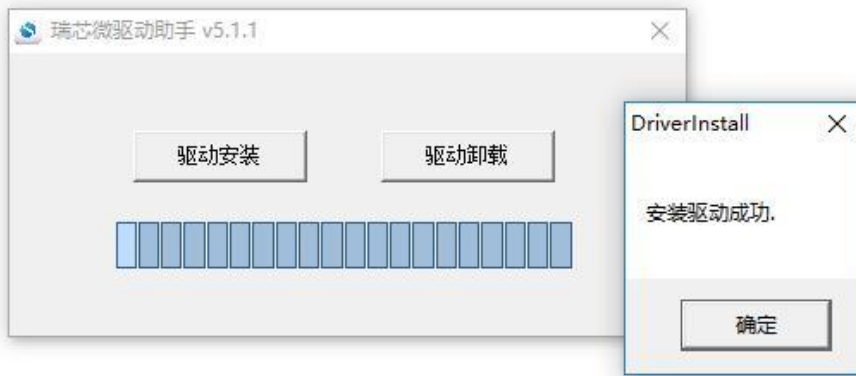 瑞芯微驱动助手 v5.1.1
驱动安装
驱动卸载
DriverInstall
安装驱动成功.
确定